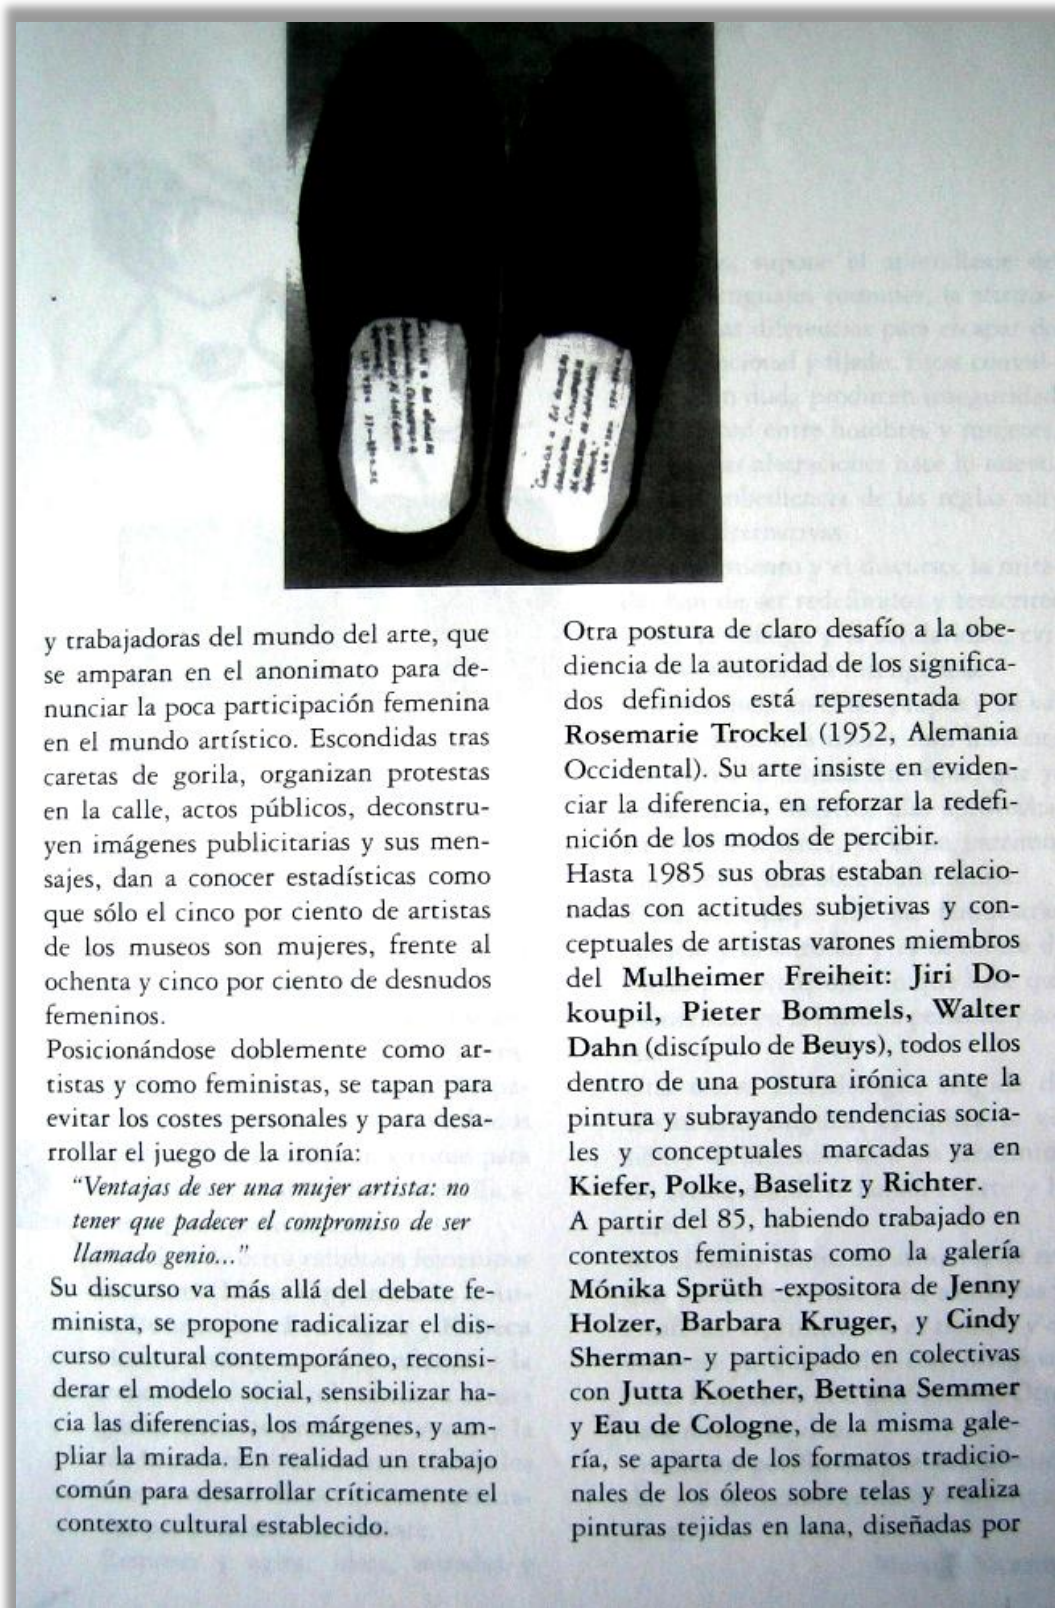 y trabajadoras del mundo del arte, que
se amparan en el anonimato para de-
nunciar la poca participación femenina
en el mundo artístico. Escondidas tras
caretas de gorila, organizan protestas
en la calle, actos públicos, deconstru-
yen imágenes publicitarias y sus men-
sajes, dan a conocer estadísticas como
que sólo el cinco por ciento de artistas
de los museos son mujeres, frente al
ochenta y cinco por ciento de desnudos
femeninos.
Posicionándose doblemente como ar-
tistas y como feministas, se tapan para
evitar los costes personales y para desa-
rrollar el juego de la ironía:
“Ventajas de ser una mujer artista: no
tener que padecer el compromiso de ser
llamado genio...”
Su discurso va más allá del debate fe-
minista, se propone radicalizar el dis-
curso cultural contemporáneo, reconsi-
derar el modelo social, sensibilizar ha-
cia las diferencias, los márgenes, y am-
pliar la mirada. En realidad un trabajo
común para desarrollar críticamente el
contexto cultural establecido.
Otra postura de claro desafío a la obe-
diencia de la autoridad de los significa-
dos definidos está representada por
Rosemarie Trockel (1952, Alemania
Occidental). Su arte insiste en eviden-
ciar la diferencia, en reforzar la redefi-
nición de los modos de percibir.
Hasta 1985 sus obras estaban relacio-
nadas con actitudes subjetivas y con-
ceptuales de artistas varones miembros
del Mulheimer Freiheit: Jiri Do-
koupil, Pieter Bommels, Walter
Dahn (discípulo de Beuys), todos ellos
dentro de una postura irónica ante la
pintura y subrayando tendencias socia-
les y conceptuales marcadas ya en
Kiefer, Polke, Baselitz y Richter.
A partir del 85, habiendo trabajado en
contextos feministas como la galería
Mónika Sprüth -expositora de Jenny
Holzer, Barbara Kruger, y Cindy
Sherman- y participado en colectivas
con Jutta Koether, Bettina Semmer
y Eau de Cologne, de la misma gale-
ría, se aparta de los formatos tradicio-
nales de los óleos sobre telas y realiza
pinturas tejidas en lana, diseñadas por